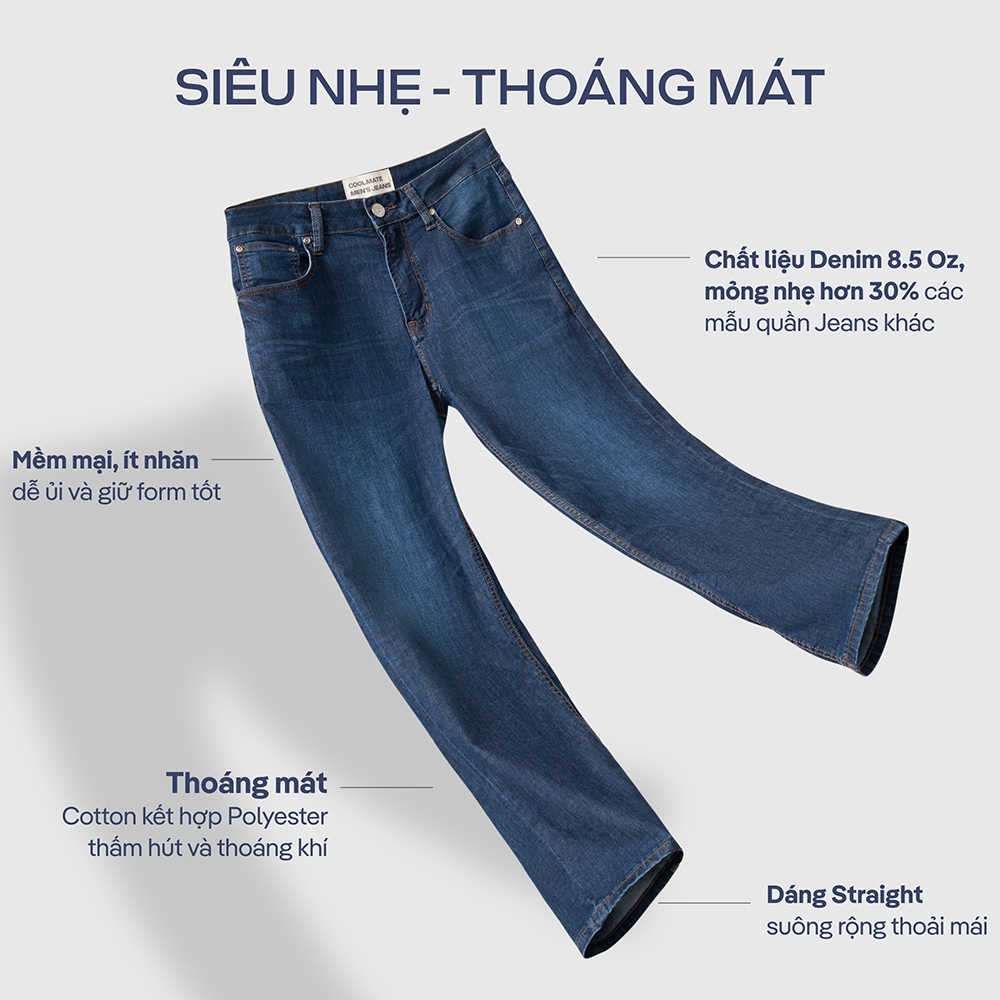 SIÊU NHẸ - THOÁNG MÁT
COOLMATE
MEN'S JEANS
Chất liệu Denim 8.5 Oz,
mỏng nhẹ hơn 30% các
mẫu quần Jeans khác
Mềm mại, ít nhăn
dễ ủi và giữ form tốt
Thoáng mát
Cotton kết hợp Polyester
thấm hút và thoáng khí
Dáng Straight
suông rộng thoải mái